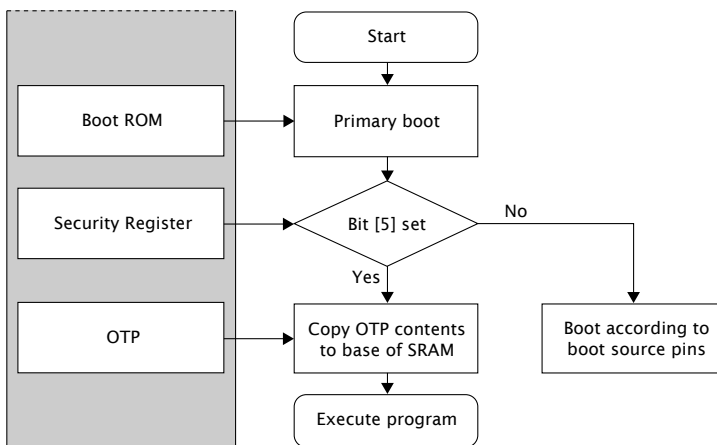 Start
Boot ROM
Primary boot
Security Register
Bit [5] set
No
Yes
OTP
Copy OTP contents
to base of SRAM
Boot according to
boot source pins
Execute program